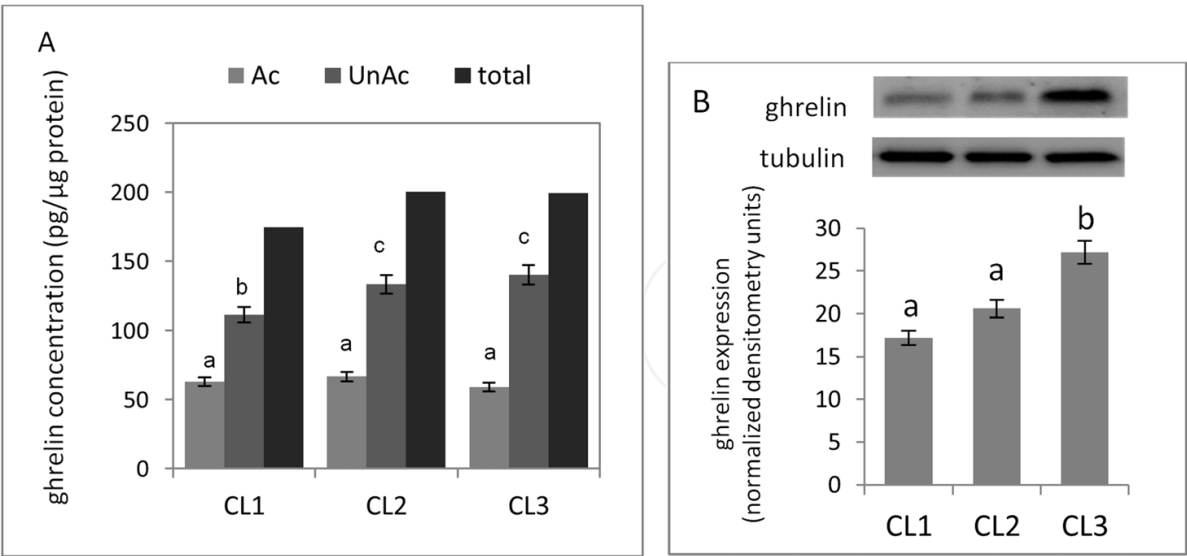 A
Ac UnAc total
ghrelin concentration (pg/µg protein)
250
200
150
100
50
0
a b
a c
a c
CL1 CL2 CL3
B
ghrelin
tubulin
ghrelin expression
(normalized densitometry units)
30
25
20
15
10
5
0
a a b
CL1 CL2 CL3